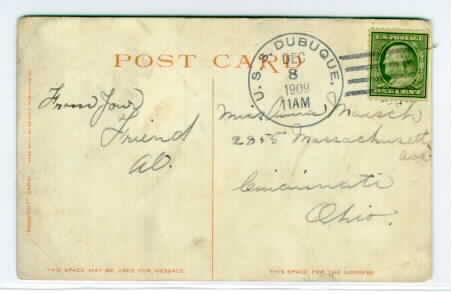 POST CARD
U.S.S. DUBUQUE.
DEC
8
1909
11AM
From Your
Friend
Al.
Miss Anna
2815 Massachusetts
Ave
Cincinnati
Ohio.
THIS SPACE MAY BE USED FOR MESSAGE.
THIS SPACE FOR THE ADDRESS